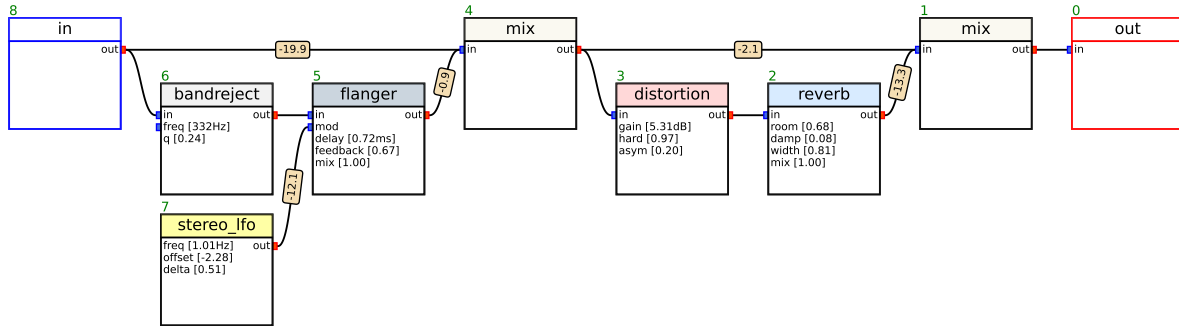 8
in
out
-19.9
4
mix
in
out
-2.1
1
mix
in
out
0
out
in
6
bandreject
in
out
freq [332Hz]
q [0.24]
5
flanger
in
out
mod
delay [0.72ms]
feedback [0.67]
mix [1.00]
-0.9
3
distortion
in
out
gain [5.31dB]
hard [0.97]
asym [0.20]
2
reverb
in
out
room [0.68]
damp [0.08]
width [0.81]
mix [1.00]
-13.3
-12.1
7
stereo_lfo
freq [1.01Hz]
out
offset [-2.28]
delta [0.51]